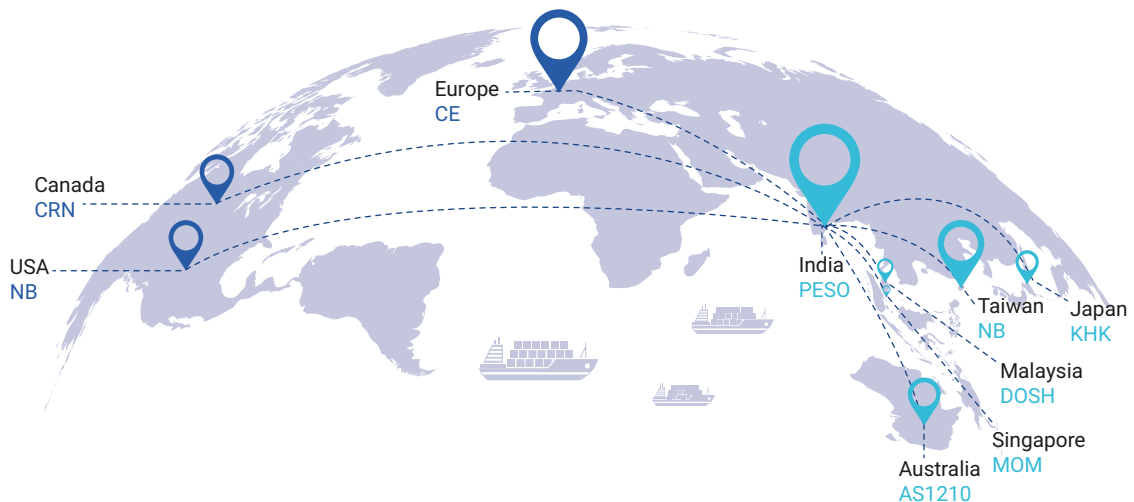 Europe
CE
Canada
CRN
USA
NB
India
PESO
Taiwan
NB
Japan
KHK
Malaysia
DOSH
Singapore
MOM
Australia
AS1210